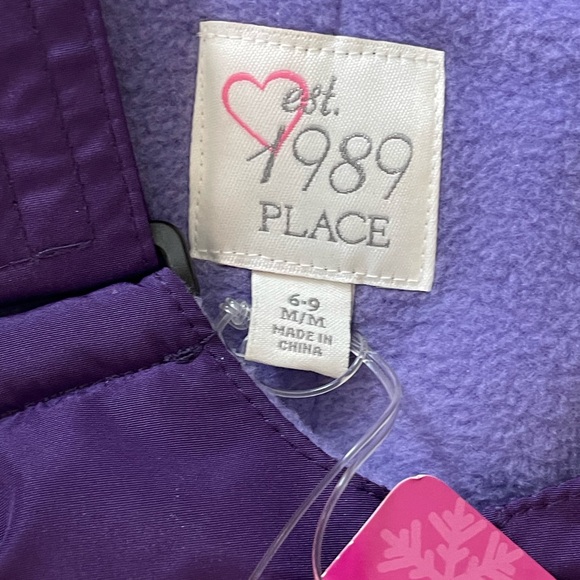 est.
1989
PLACE
6-9
M/M
MADE IN
CHINA